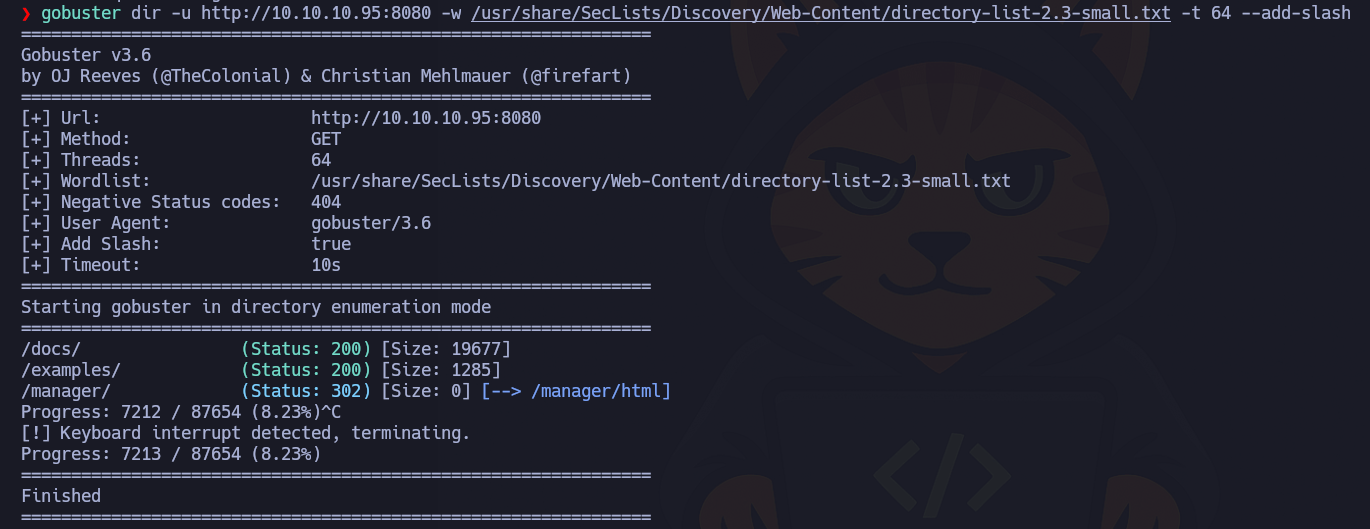 ❯ gobuster dir -u http://10.10.10.95:8080 -w /usr/share/SecLists/Discovery/Web-Content/directory-list-2.3-small.txt -t 64 --add-slash
===============================================================
Gobuster v3.6
by OJ Reeves (@TheColonial) & Christian Mehlmauer (@firefart)
===============================================================
[+] Url:                     http://10.10.10.95:8080
[+] Method:                  GET
[+] Threads:                 64
[+] Wordlist:                /usr/share/SecLists/Discovery/Web-Content/directory-list-2.3-small.txt
[+] Negative Status codes:   404
[+] User Agent:              gobuster/3.6
[+] Add Slash:               true
[+] Timeout:                 10s
===============================================================
Starting gobuster in directory enumeration mode
===============================================================
/docs/                (Status: 200) [Size: 19677]
/examples/            (Status: 200) [Size: 1285]
/manager/             (Status: 302) [Size: 0] [--> /manager/html]
Progress: 7212 / 87654 (8.23%)^C
[!] Keyboard interrupt detected, terminating.
Progress: 7213 / 87654 (8.23%)
===============================================================
Finished
===============================================================